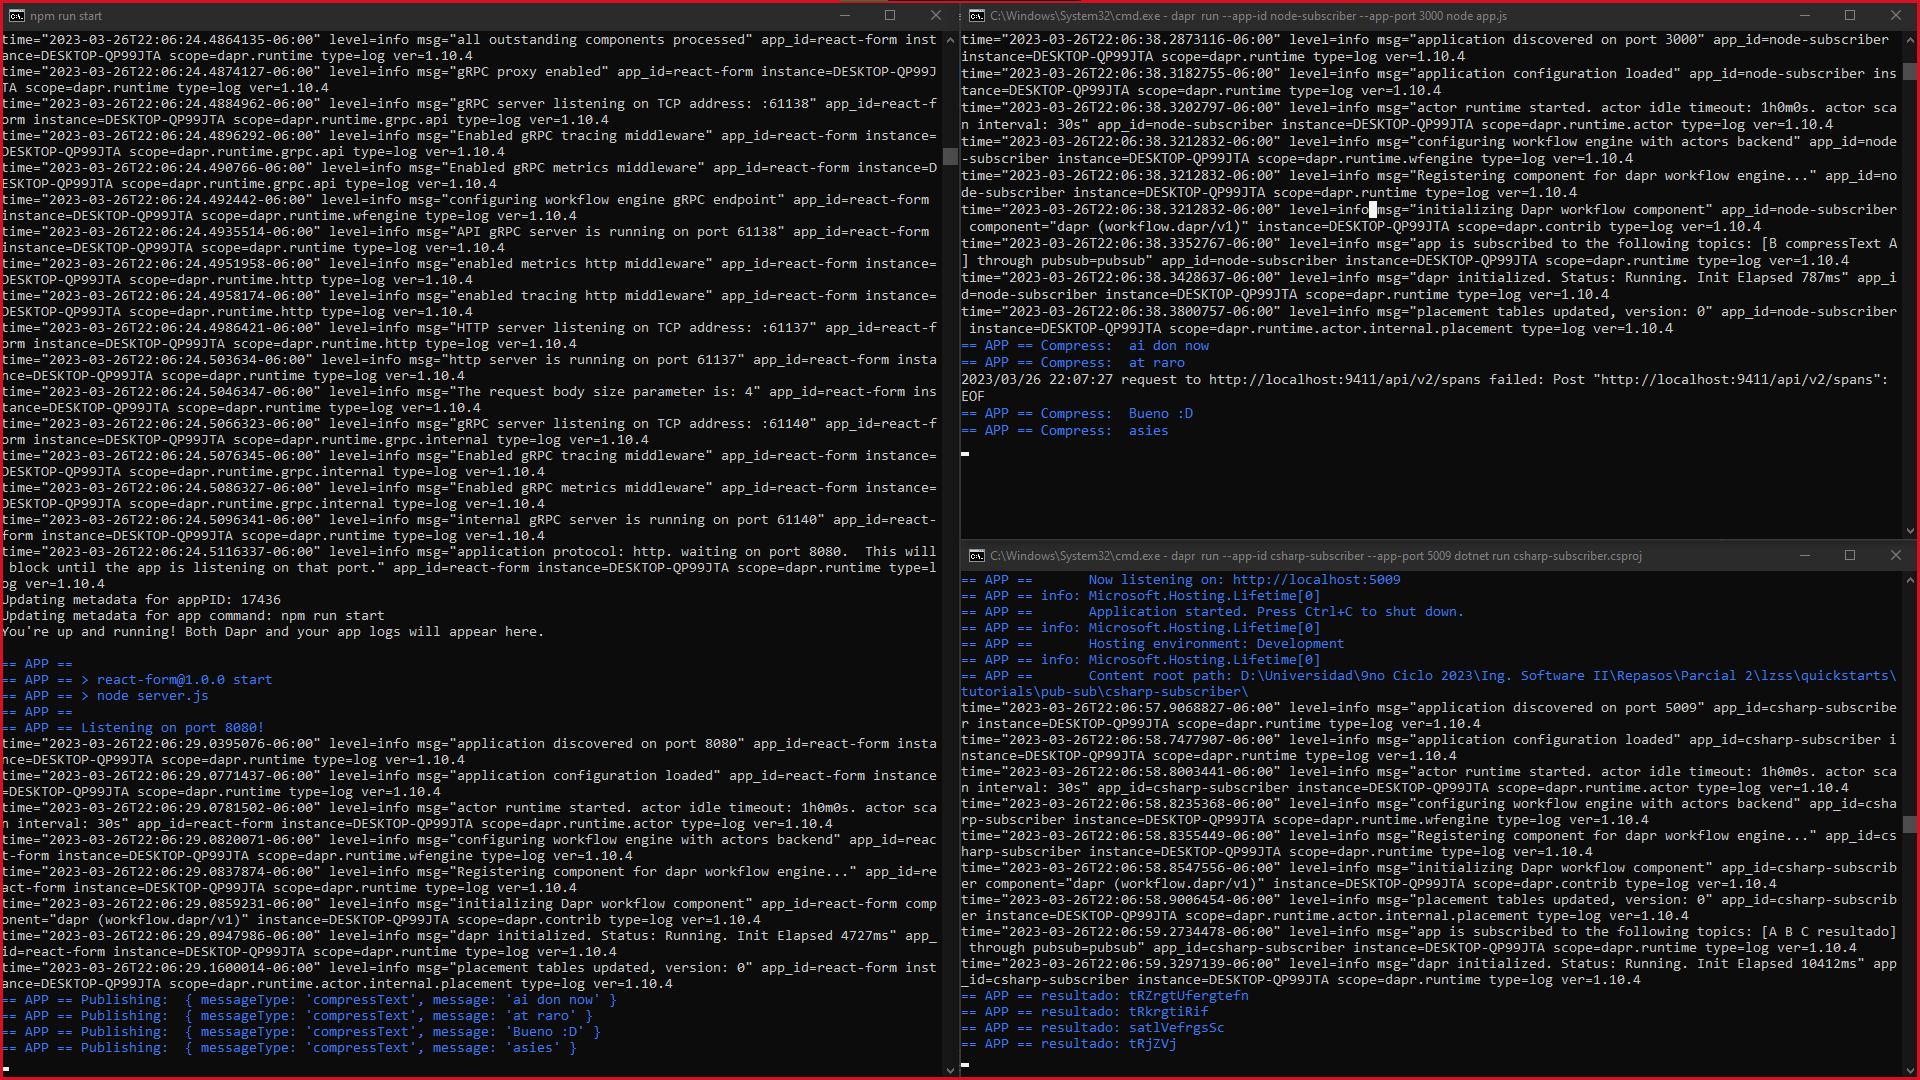 npm run start
time="2023-03-26T22:06:24.4864135-06:00" level=info msg="all outstanding components processed" app_id=react-form inst
ance=DESKTOP-QP99JTA scope=dapr.runtime type=log ver=1.10.4
time="2023-03-26T22:06:24.4874127-06:00" level=info msg="gRPC proxy enabled" app_id=react-form instance=DESKTOP-QP99J
TA scope=dapr.runtime type=log ver=1.10.4
time="2023-03-26T22:06:24.4884962-06:00" level=info msg="gRPC server listening on TCP address: :61138" app_id=react-f
orm instance=DESKTOP-QP99JTA scope=dapr.runtime.grpc.api type=log ver=1.10.4
time="2023-03-26T22:06:24.4896292-06:00" level=info msg="Enabled gRPC tracing middleware" app_id=react-form instance=
DESKTOP-QP99JTA scope=dapr.runtime.grpc.api type=log ver=1.10.4
time="2023-03-26T22:06:24.490766-06:00" level=info msg="Enabled gRPC metrics middleware" app_id=react-form instance=D
ESKTOP-QP99JTA scope=dapr.runtime.grpc.api type=log ver=1.10.4
time="2023-03-26T22:06:24.492442-06:00" level=info msg="configuring workflow engine gRPC endpoint" app_id=react-form
instance=DESKTOP-QP99JTA scope=dapr.runtime.wfengine type=log ver=1.10.4
time="2023-03-26T22:06:24.4935514-06:00" level=info msg="API gRPC server is running on port 61138" app_id=react-form
instance=DESKTOP-QP99JTA scope=dapr.runtime type=log ver=1.10.4
time="2023-03-26T22:06:24.4951958-06:00" level=info msg="enabled metrics http middleware" app_id=react-form instance=
DESKTOP-QP99JTA scope=dapr.runtime.http type=log ver=1.10.4
time="2023-03-26T22:06:24.4958174-06:00" level=info msg="enabled tracing http middleware" app_id=react-form instance=
DESKTOP-QP99JTA scope=dapr.runtime.http type=log ver=1.10.4
time="2023-03-26T22:06:24.4986421-06:00" level=info msg="HTTP server listening on TCP address: :61137" app_id=react-f
orm instance=DESKTOP-QP99JTA scope=dapr.runtime.http type=log ver=1.10.4
time="2023-03-26T22:06:24.503634-06:00" level=info msg="http server is running on port 61137" app_id=react-form insta
nce=DESKTOP-QP99JTA scope=dapr.runtime type=log ver=1.10.4
time="2023-03-26T22:06:24.5046347-06:00" level=info msg="The request body size parameter is: 4" app_id=react-form ins
tance=DESKTOP-QP99JTA scope=dapr.runtime type=log ver=1.10.4
time="2023-03-26T22:06:24.5066323-06:00" level=info msg="gRPC server listening on TCP address: :61140" app_id=react-f
orm instance=DESKTOP-QP99JTA scope=dapr.runtime.grpc.internal type=log ver=1.10.4
time="2023-03-26T22:06:24.5076345-06:00" level=info msg="Enabled gRPC tracing middleware" app_id=react-form instance=
DESKTOP-QP99JTA scope=dapr.runtime.grpc.internal type=log ver=1.10.4
time="2023-03-26T22:06:24.5086327-06:00" level=info msg="Enabled gRPC metrics middleware" app_id=react-form instance=
DESKTOP-QP99JTA scope=dapr.runtime.grpc.internal type=log ver=1.10.4
time="2023-03-26T22:06:24.5096341-06:00" level=info msg="internal gRPC server is running on port 61140" app_id=react-
form instance=DESKTOP-QP99JTA scope=dapr.runtime type=log ver=1.10.4
time="2023-03-26T22:06:24.5116337-06:00" level=info msg="application protocol: http. waiting on port 8080.  This will
 block until the app is listening on that port." app_id=react-form instance=DESKTOP-QP99JTA scope=dapr.runtime type=l
og ver=1.10.4
Updating metadata for appPID: 17436
Updating metadata for app command: npm run start
You're up and running! Both Dapr and your app logs will appear here.
== APP ==
== APP == > react-form@1.0.0 start
== APP == > node server.js
== APP ==
== APP == Listening on port 8080!
time="2023-03-26T22:06:29.0395076-06:00" level=info msg="application discovered on port 8080" app_id=react-form insta
nce=DESKTOP-QP99JTA scope=dapr.runtime type=log ver=1.10.4
time="2023-03-26T22:06:29.0771437-06:00" level=info msg="application configuration loaded" app_id=react-form instance
=DESKTOP-QP99JTA scope=dapr.runtime type=log ver=1.10.4
time="2023-03-26T22:06:29.0781502-06:00" level=info msg="actor runtime started. actor idle timeout: 1h0m0s. actor sca
n interval: 30s" app_id=react-form instance=DESKTOP-QP99JTA scope=dapr.runtime.actor type=log ver=1.10.4
time="2023-03-26T22:06:29.0820071-06:00" level=info msg="configuring workflow engine with actors backend" app_id=reac
t-form instance=DESKTOP-QP99JTA scope=dapr.runtime.wfengine type=log ver=1.10.4
time="2023-03-26T22:06:29.0837874-06:00" level=info msg="Registering component for dapr workflow engine..." app_id=re
act-form instance=DESKTOP-QP99JTA scope=dapr.runtime type=log ver=1.10.4
time="2023-03-26T22:06:29.0859231-06:00" level=info msg="initializing Dapr workflow component" app_id=react-form comp
onent="dapr (workflow.dapr/v1)" instance=DESKTOP-QP99JTA scope=dapr.contrib type=log ver=1.10.4
time="2023-03-26T22:06:29.0947986-06:00" level=info msg="dapr initialized. Status: Running. Init Elapsed 4727ms" app_
id=react-form instance=DESKTOP-QP99JTA scope=dapr.runtime type=log ver=1.10.4
time="2023-03-26T22:06:29.1600014-06:00" level=info msg="placement tables updated, version: 0" app_id=react-form inst
ance=DESKTOP-QP99JTA scope=dapr.runtime.actor.internal.placement type=log ver=1.10.4
== APP == Publishing:  { messageType: 'compressText', message: 'ai don now' }
== APP == Publishing:  { messageType: 'compressText', message: 'at raro' }
== APP == Publishing:  { messageType: 'compressText', message: 'Bueno :D' }
== APP == Publishing:  { messageType: 'compressText', message: 'asies' }
C:\Windows\System32\cmd.exe - dapr  run --app-id node-subscriber --app-port 3000 node app.js
time="2023-03-26T22:06:38.2873116-06:00" level=info msg="application discovered on port 3000" app_id=node-subscriber
instance=DESKTOP-QP99JTA scope=dapr.runtime type=log ver=1.10.4
time="2023-03-26T22:06:38.3182755-06:00" level=info msg="application configuration loaded" app_id=node-subscriber ins
tance=DESKTOP-QP99JTA scope=dapr.runtime type=log ver=1.10.4
time="2023-03-26T22:06:38.3202797-06:00" level=info msg="actor runtime started. actor idle timeout: 1h0m0s. actor sca
n interval: 30s" app_id=node-subscriber instance=DESKTOP-QP99JTA scope=dapr.runtime.actor type=log ver=1.10.4
time="2023-03-26T22:06:38.3212832-06:00" level=info msg="configuring workflow engine with actors backend" app_id=node
-subscriber instance=DESKTOP-QP99JTA scope=dapr.runtime.wfengine type=log ver=1.10.4
time="2023-03-26T22:06:38.3212832-06:00" level=info msg="Registering component for dapr workflow engine..." app_id=no
de-subscriber instance=DESKTOP-QP99JTA scope=dapr.runtime type=log ver=1.10.4
time="2023-03-26T22:06:38.3212832-06:00" level=info msg="initializing Dapr workflow component" app_id=node-subscriber
 component="dapr (workflow.dapr/v1)" instance=DESKTOP-QP99JTA scope=dapr.contrib type=log ver=1.10.4
time="2023-03-26T22:06:38.3352767-06:00" level=info msg="app is subscribed to the following topics: [B compressText A
] through pubsub=pubsub" app_id=node-subscriber instance=DESKTOP-QP99JTA scope=dapr.runtime type=log ver=1.10.4
time="2023-03-26T22:06:38.3428637-06:00" level=info msg="dapr initialized. Status: Running. Init Elapsed 787ms" app_i
d=node-subscriber instance=DESKTOP-QP99JTA scope=dapr.runtime type=log ver=1.10.4
time="2023-03-26T22:06:38.3800757-06:00" level=info msg="placement tables updated, version: 0" app_id=node-subscriber
 instance=DESKTOP-QP99JTA scope=dapr.runtime.actor.internal.placement type=log ver=1.10.4
== APP == Compress:  ai don now
== APP == Compress:  at raro
2023/03/26 22:07:27 request to http://localhost:9411/api/v2/spans failed: Post "http://localhost:9411/api/v2/spans":
EOF
== APP == Compress:  Bueno :D
== APP == Compress:  asies
C:\Windows\System32\cmd.exe - dapr  run --app-id csharp-subscriber --app-port 5009 dotnet run csharp-subscriber.csproj
== APP ==       Now listening on: http://localhost:5009
== APP == info: Microsoft.Hosting.Lifetime[0]
== APP ==       Application started. Press Ctrl+C to shut down.
== APP == info: Microsoft.Hosting.Lifetime[0]
== APP ==       Hosting environment: Development
== APP == info: Microsoft.Hosting.Lifetime[0]
== APP ==       Content root path: D:\Universidad\9no Ciclo 2023\Ing. Software II\Repasos\Parcial 2\lzss\quickstarts\
tutorials\pub-sub\csharp-subscriber\
time="2023-03-26T22:06:57.9068827-06:00" level=info msg="application discovered on port 5009" app_id=csharp-subscribe
r instance=DESKTOP-QP99JTA scope=dapr.runtime type=log ver=1.10.4
time="2023-03-26T22:06:58.7477907-06:00" level=info msg="application configuration loaded" app_id=csharp-subscriber i
nstance=DESKTOP-QP99JTA scope=dapr.runtime type=log ver=1.10.4
time="2023-03-26T22:06:58.8003441-06:00" level=info msg="actor runtime started. actor idle timeout: 1h0m0s. actor sca
n interval: 30s" app_id=csharp-subscriber instance=DESKTOP-QP99JTA scope=dapr.runtime.actor type=log ver=1.10.4
time="2023-03-26T22:06:58.8235368-06:00" level=info msg="configuring workflow engine with actors backend" app_id=csha
rp-subscriber instance=DESKTOP-QP99JTA scope=dapr.runtime.wfengine type=log ver=1.10.4
time="2023-03-26T22:06:58.8355449-06:00" level=info msg="Registering component for dapr workflow engine..." app_id=cs
harp-subscriber instance=DESKTOP-QP99JTA scope=dapr.runtime type=log ver=1.10.4
time="2023-03-26T22:06:58.8547556-06:00" level=info msg="initializing Dapr workflow component" app_id=csharp-subscrib
er component="dapr (workflow.dapr/v1)" instance=DESKTOP-QP99JTA scope=dapr.contrib type=log ver=1.10.4
time="2023-03-26T22:06:58.9006454-06:00" level=info msg="placement tables updated, version: 0" app_id=csharp-subscrib
er instance=DESKTOP-QP99JTA scope=dapr.runtime.actor.internal.placement type=log ver=1.10.4
time="2023-03-26T22:06:59.2734478-06:00" level=info msg="app is subscribed to the following topics: [A B C resultado]
 through pubsub=pubsub" app_id=csharp-subscriber instance=DESKTOP-QP99JTA scope=dapr.runtime type=log ver=1.10.4
time="2023-03-26T22:06:59.3297139-06:00" level=info msg="dapr initialized. Status: Running. Init Elapsed 10412ms" app
_id=csharp-subscriber instance=DESKTOP-QP99JTA scope=dapr.runtime type=log ver=1.10.4
== APP == resultado: tRZrgtUfergtefn
== APP == resultado: tRkrgtiRif
== APP == resultado: satlVefrgsSc
== APP == resultado: tRjZVj